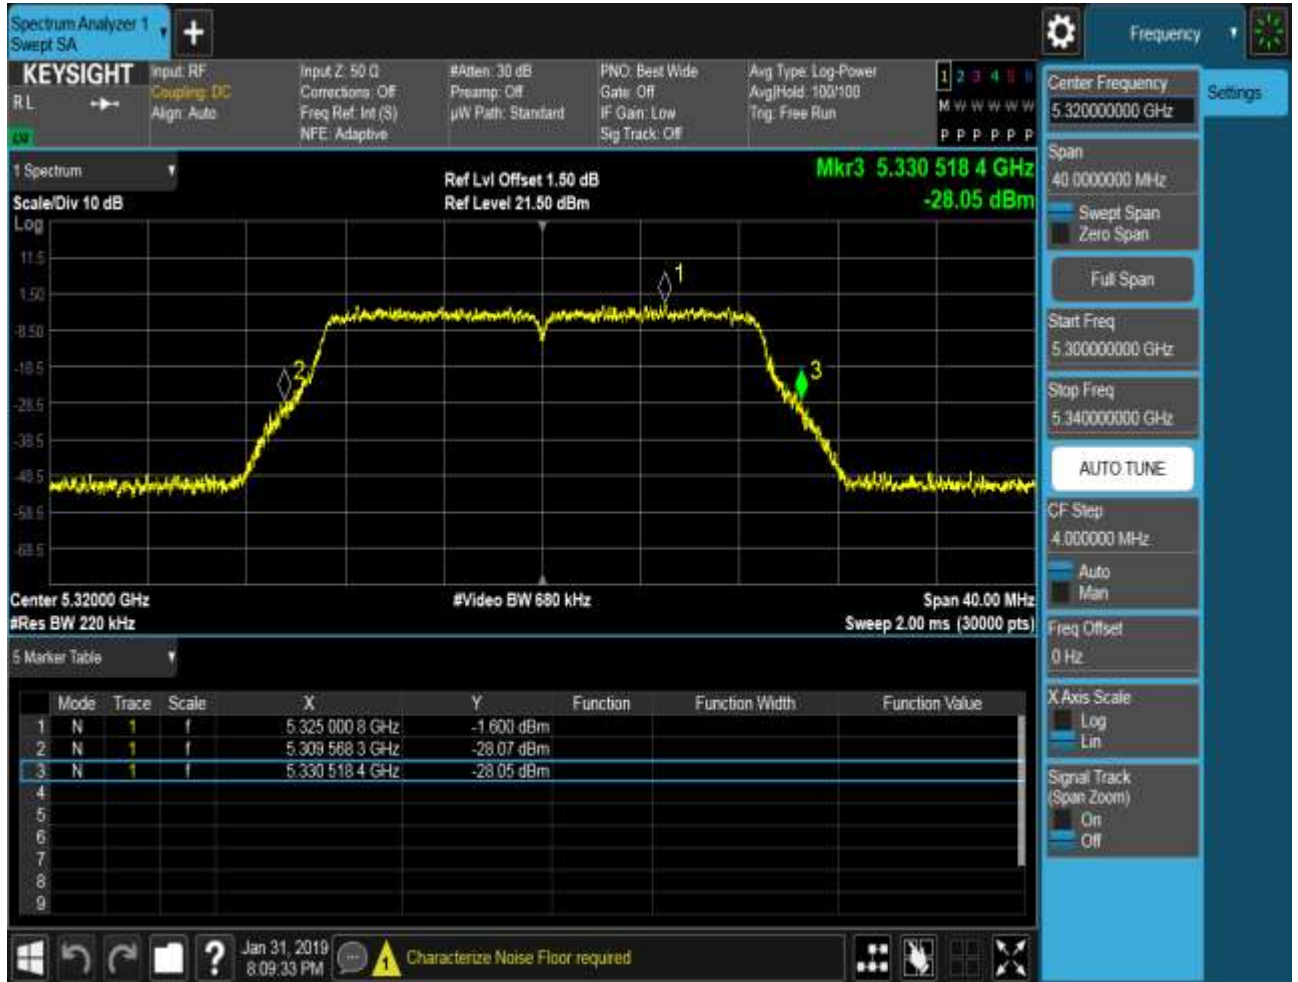 Spectrum Analyzer 1
Swept SA
Frequency
KEYSIGHT
R L
Input: RF
Coupling: DC
Align: Auto
Input Z: 50 Ω
Corrections: Off
Freq Ref: Int (S)
NFE: Adaptive
#Atten: 30 dB
Preamp: Off
µW Path: Standard
PNO: Best Wide
Gate: Off
IF Gain: Low
Sig Track: Off
Avg Type: Log-Power
Avg|Hold: 100/100
Trig: Free Run
1 2 3 4 5 6
M W W W W W
P P P P P P
1 Spectrum
Scale/Div 10 dB
Ref Lvl Offset 1.50 dB
Ref Level 21.50 dBm
Mkr3 5.330 518 4 GHz
-28.05 dBm
Log
11.5
1.50
-8.50
-18.5
-28.5
-38.5
-48.5
-58.5
-68.5
1
2
3
Center 5.32000 GHz
#Video BW 680 kHz
Span 40.00 MHz
#Res BW 220 kHz
Sweep 2.00 ms (30000 pts)
5 Marker Table
Mode Trace Scale X Y Function Function Width Function Value
1 N 1 f 5.325 000 8 GHz -1.600 dBm
2 N 1 f 5.309 568 3 GHz -28.07 dBm
3 N 1 f 5.330 518 4 GHz -28.05 dBm
4
5
6
7
8
9
Center Frequency
5.320000000 GHz
Settings
Span
40.0000000 MHz
Swept Span
Zero Span
Full Span
Start Freq
5.300000000 GHz
Stop Freq
5.340000000 GHz
AUTO TUNE
CF Step
4.000000 MHz
Auto
Man
Freq Offset
0 Hz
X Axis Scale
Log
Lin
Signal Track
(Span Zoom)
On
Off
?
Jan 31, 2019
8:09:33 PM
1
Characterize Noise Floor required